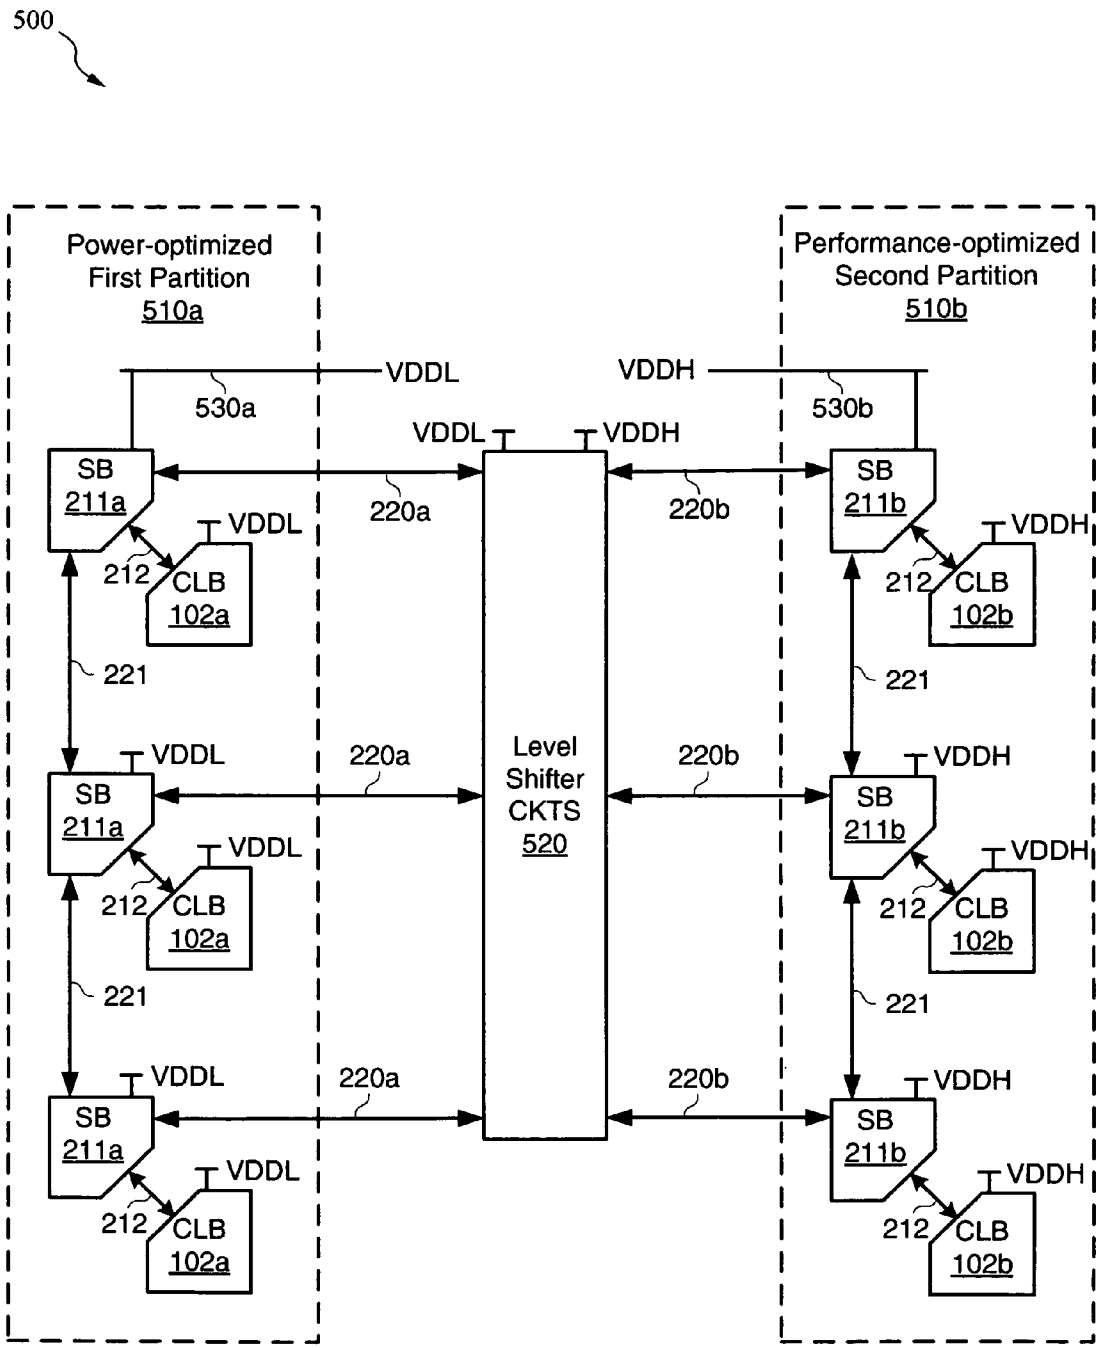 500
Power-optimized
First Partition
510a
Performance-optimized
Second Partition
510b
VDDL
VDDH
530a
530b
VDDL
VDDH
SB
211a
220a
220b
SB
211b
VDDL
VDDH
212
CLB
102a
212
CLB
102b
221
221
Level
Shifter
CKTS
520
VDDL
220a
220b
VDDH
SB
211a
SB
211b
VDDL
VDDH
212
CLB
102a
212
CLB
102b
221
221
VDDL
220a
220b
VDDH
SB
211a
SB
211b
VDDL
VDDH
212
CLB
102a
212
CLB
102b